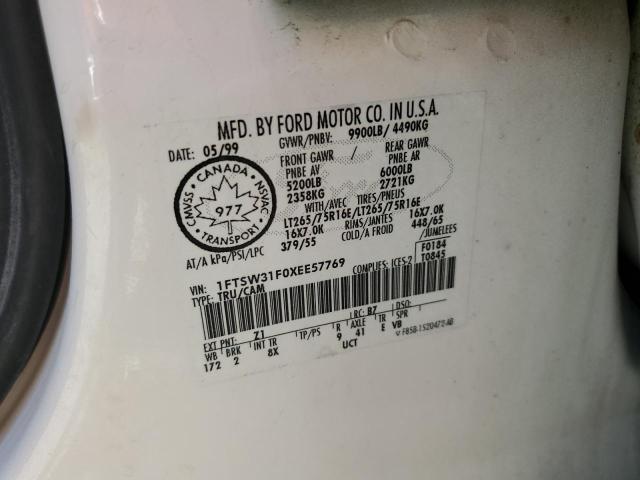 MFD. BY FORD MOTOR CO. IN U.S.A.
DATE: 05/99
GVWR/PNBV: 9900LB/ 4490KG
FRONT GAWR / REAR GAWR
PNBE AV PNBE AR
5200LB 6000LB
2358KG 2721KG
WITH/AVEC TIRES/PNEUS
LT265/75R16E/LT265/75R16E
16X7.0K RIMS/JANTES 16X7.0K
AT/A kPa/PSI/LPC 379/55 COLD/A FROID 448/65
/JUMELEES
CMVSS CANADA NSVAC
977
TRANSPORT
VIN: 1FTSW31F0XEE57769
COMPLIES: ICES-2
F0184
T0845
TYPE: TRU/CAM
EXT PNT: Z1 RC: B7 DSO:
WB BRK INT TR TP/PS R AXLE TR SPR
172 2 8X 9 41 E VB
UCT